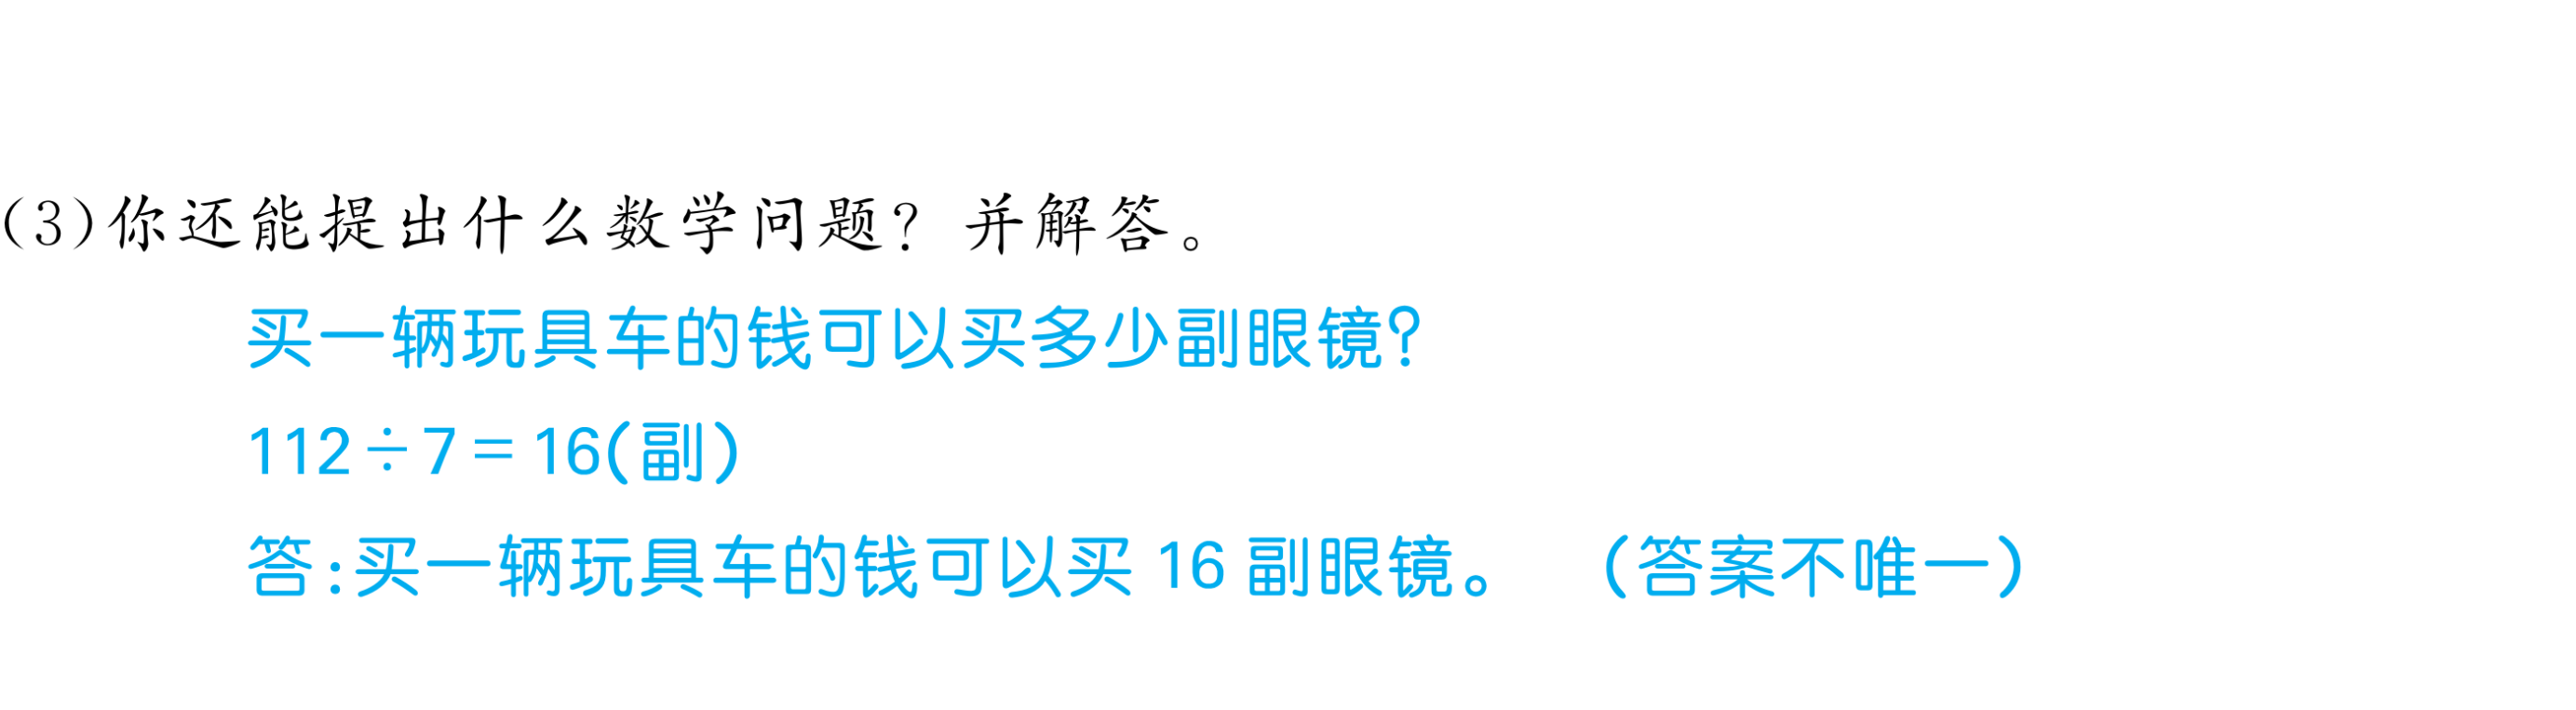 (3)你还能提出什么数学问题？并解答。
买一辆玩具车的钱可以买多少副眼镜？
112÷7=16(副)
答:买一辆玩具车的钱可以买 16 副眼镜。 (答案不唯一)